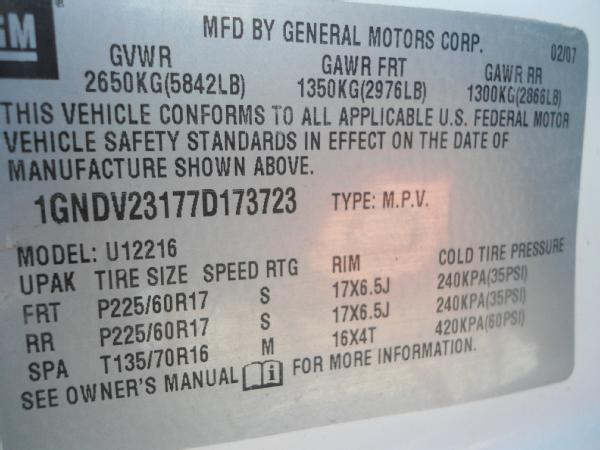 GM
MFD BY GENERAL MOTORS CORP.
02/07
GVWR GAWR FRT GAWR RR
2650KG(5842LB) 1350KG(2976LB) 1300KG(2866LB)
THIS VEHICLE CONFORMS TO ALL APPLICABLE U.S. FEDERAL MOTOR
VEHICLE SAFETY STANDARDS IN EFFECT ON THE DATE OF
MANUFACTURE SHOWN ABOVE.
1GNDV23177D173723 TYPE: M.P.V.
MODEL: U12216
UPAK TIRE SIZE SPEED RTG RIM COLD TIRE PRESSURE
FRT P225/60R17 S 17X6.5J 240KPA(35PSI)
RR P225/60R17 S 17X6.5J 240KPA(35PSI)
SPA T135/70R16 M 16X4T 420KPA(60PSI)
SEE OWNER'S MANUAL i FOR MORE INFORMATION.